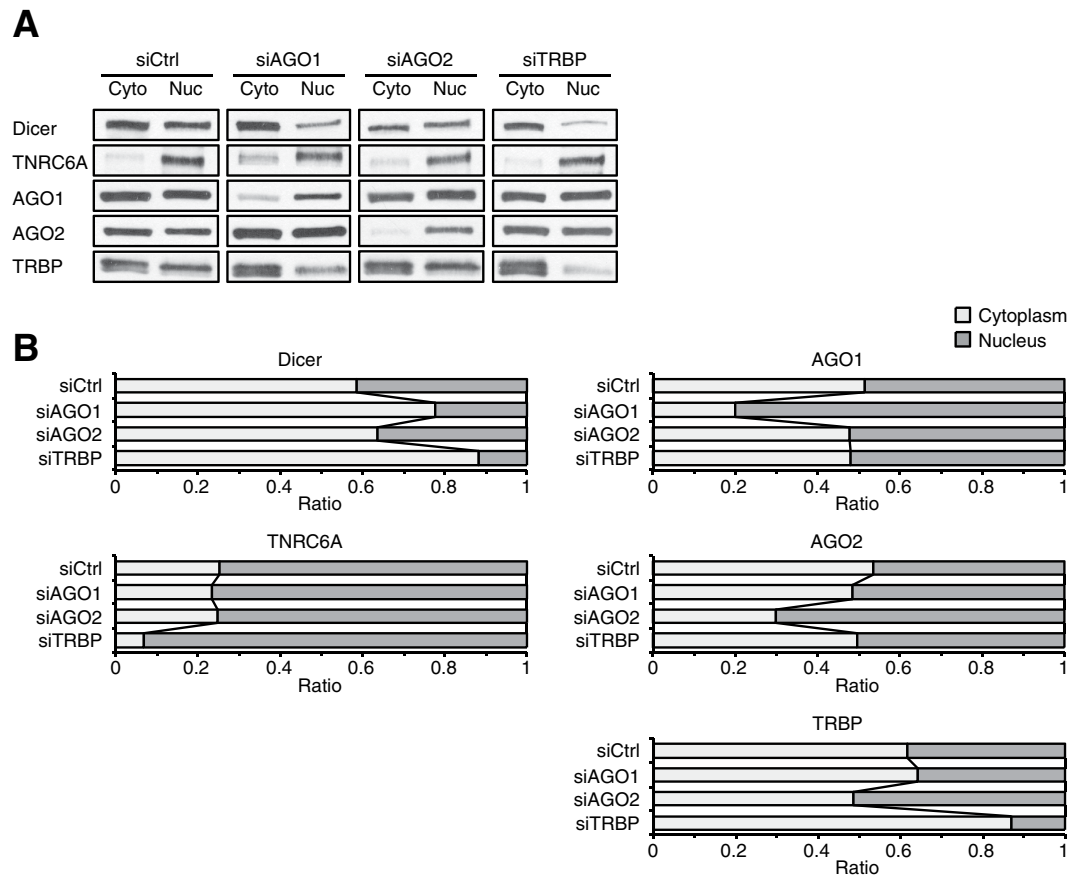 A
siCtrl siAGO1 siAGO2 siTRBP
Cyto Nuc Cyto Nuc Cyto Nuc Cyto Nuc
Dicer
TNRC6A
AGO1
AGO2
TRBP
Cytoplasm
Nucleus
B
Dicer
siCtrl
siAGO1
siAGO2
siTRBP
0 0.2 0.4 0.6 0.8 1
Ratio
AGO1
siCtrl
siAGO1
siAGO2
siTRBP
0 0.2 0.4 0.6 0.8 1
Ratio
TNRC6A
siCtrl
siAGO1
siAGO2
siTRBP
0 0.2 0.4 0.6 0.8 1
Ratio
AGO2
siCtrl
siAGO1
siAGO2
siTRBP
0 0.2 0.4 0.6 0.8 1
Ratio
TRBP
siCtrl
siAGO1
siAGO2
siTRBP
0 0.2 0.4 0.6 0.8 1
Ratio